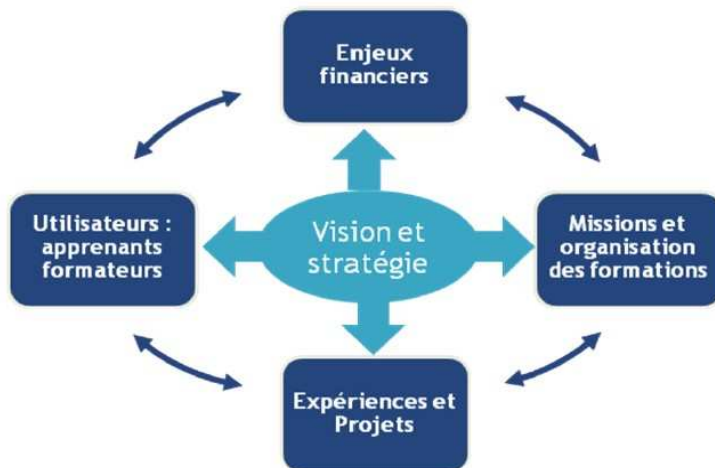 Enjeux
financiers
Utilisateurs :
apprenants
formateurs
Vision et
stratégie
Missions et
organisation
des formations
Expériences et
Projets